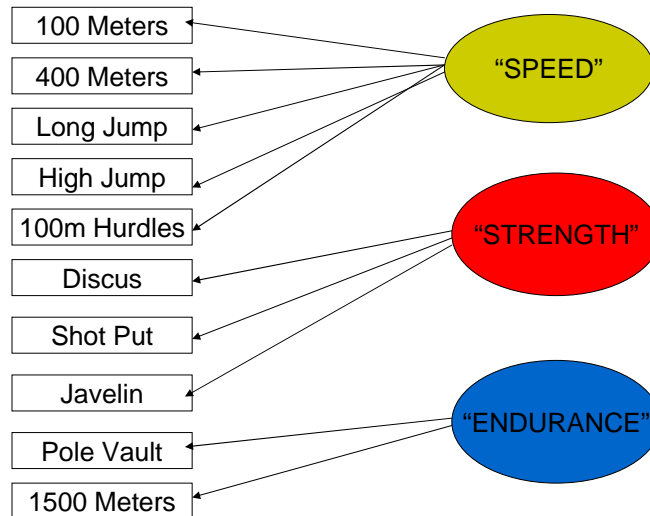 100 Meters
400 Meters
Long Jump
High Jump
100m Hurdles
Discus
Shot Put
Javelin
Pole Vault
1500 Meters
“SPEED”
“STRENGTH”
“ENDURANCE”